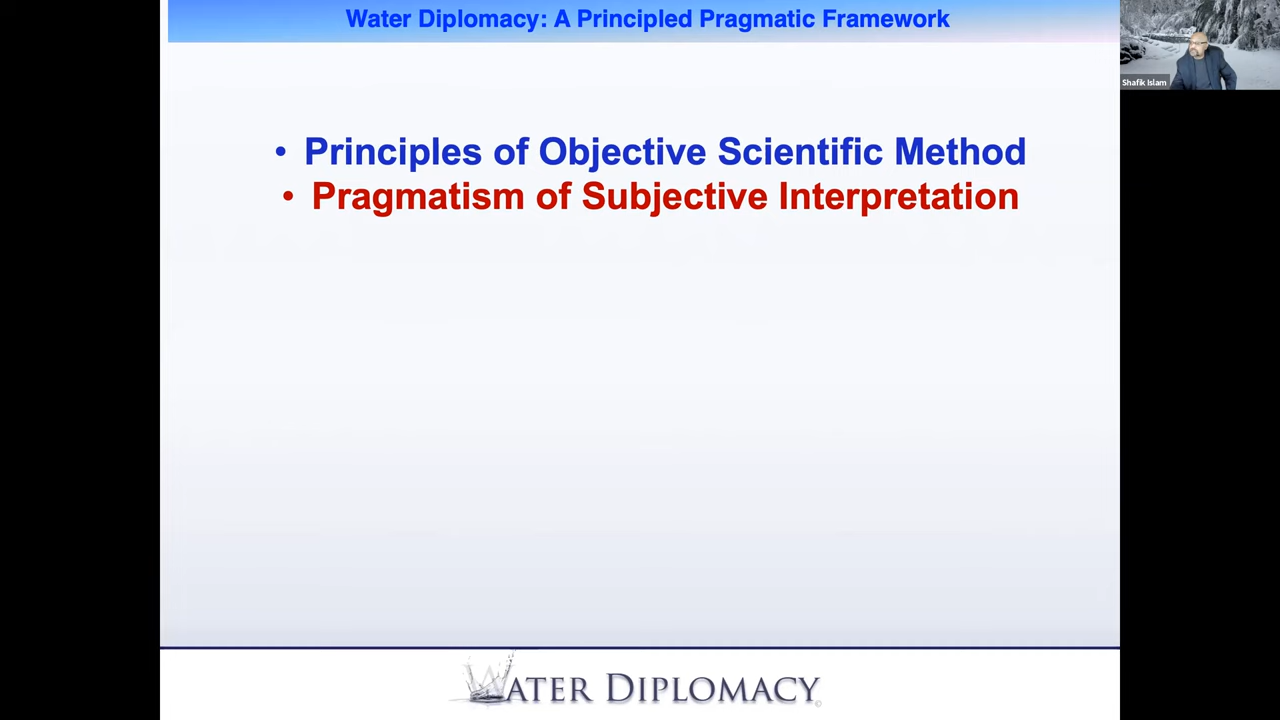 Water Diplomacy: A Principled Pragmatic Framework
Shafik Islam
• Principles of Objective Scientific Method
• Pragmatism of Subjective Interpretation
WATER DIPLOMACY©